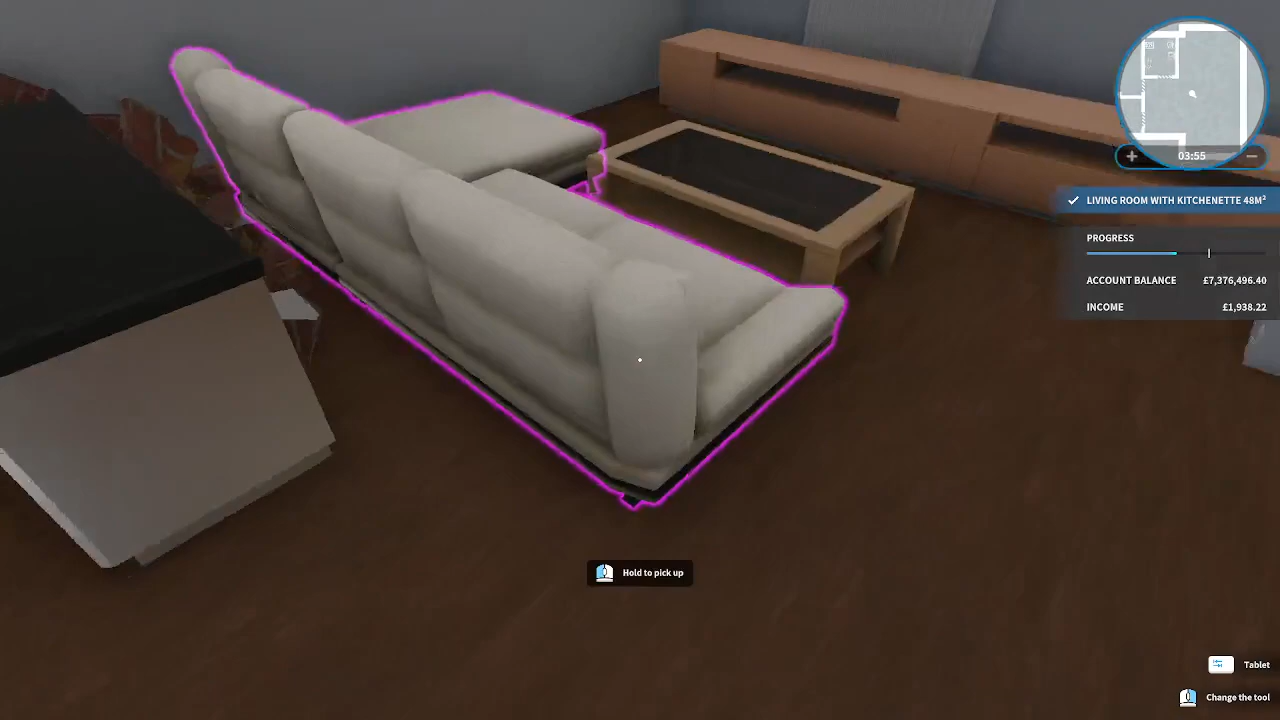 03:55
LIVING ROOM WITH KITCHENETTE 48M²
PROGRESS
ACCOUNT BALANCE £7,376,496.40
INCOME £1,938.22
Hold to pick up
Tablet
Change the tool